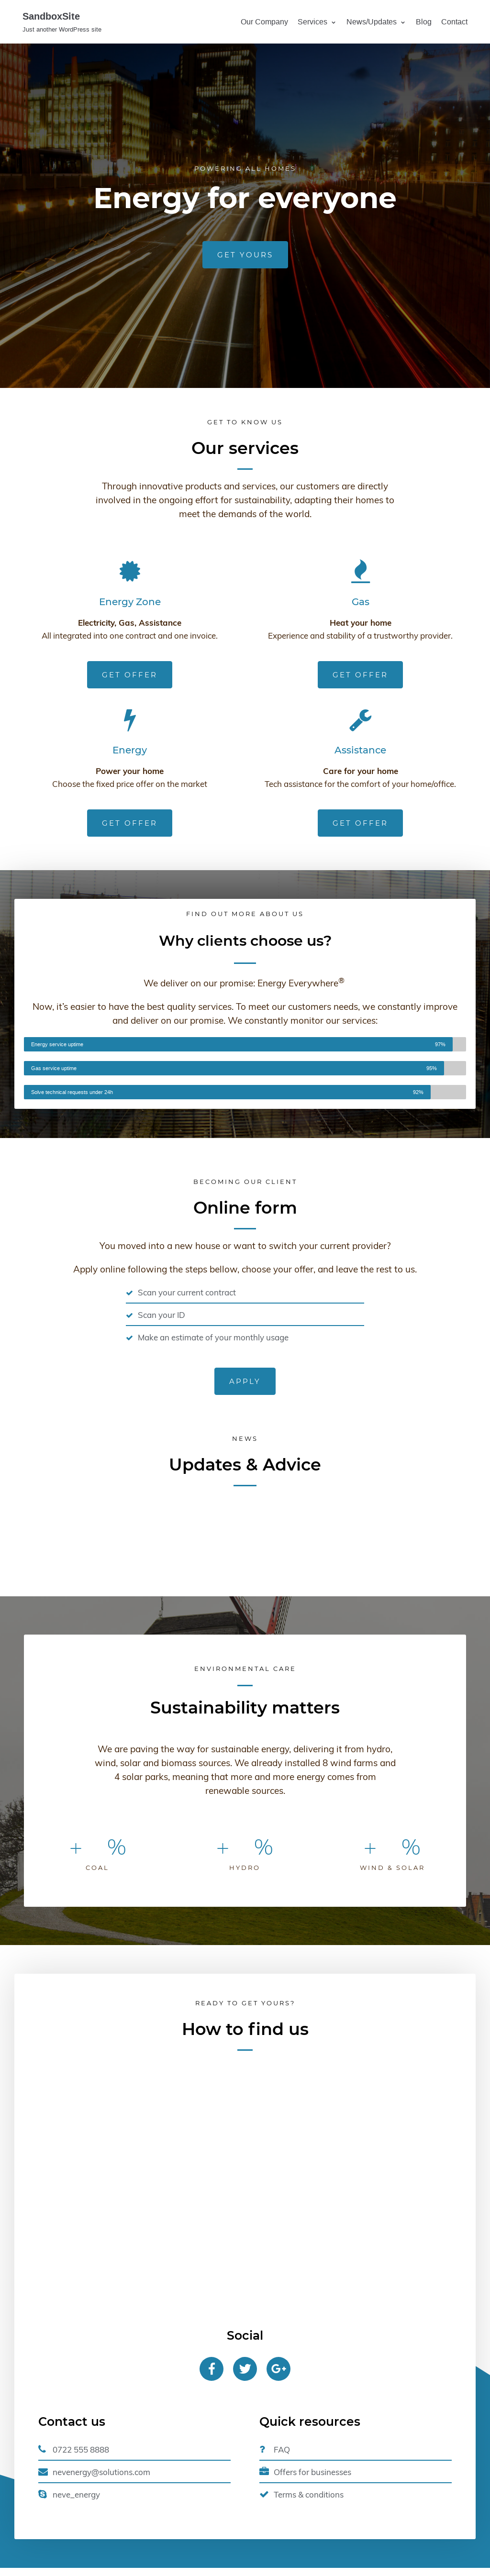 SandboxSite
Just another WordPress site
Our Company Services News/Updates Blog Contact
POWERING ALL HOMES
Energy for everyone
GET YOURS
GET TO KNOW US
Our services
Through innovative products and services, our customers are directly
involved in the ongoing effort for sustainability, adapting their homes to
meet the demands of the world.
Energy Zone
Electricity, Gas, Assistance
All integrated into one contract and one invoice.
GET OFFER
Gas
Heat your home
Experience and stability of a trustworthy provider.
GET OFFER
Energy
Power your home
Choose the fixed price offer on the market
GET OFFER
Assistance
Care for your home
Tech assistance for the comfort of your home/office.
GET OFFER
FIND OUT MORE ABOUT US
Why clients choose us?
We deliver on our promise: Energy Everywhere®
Now, it's easier to have the best quality services. To meet our customers needs, we constantly improve
and deliver on our promise. We constantly monitor our services:
Energy service uptime 97%
Gas service uptime 95%
Solve technical requests under 24h 92%
BECOMING OUR CLIENT
Online form
You moved into a new house or want to switch your current provider?
Apply online following the steps bellow, choose your offer, and leave the rest to us.
Scan your current contract
Scan your ID
Make an estimate of your monthly usage
APPLY
NEWS
Updates & Advice
ENVIRONMENTAL CARE
Sustainability matters
We are paving the way for sustainable energy, delivering it from hydro,
wind, solar and biomass sources. We already installed 8 wind farms and
4 solar parks, meaning that more and more energy comes from
renewable sources.
+ %
COAL
+ %
HYDRO
+ %
WIND & SOLAR
READY TO GET YOURS?
How to find us
Social
Contact us
0722 555 8888
nevenergy@solutions.com
neve_energy
Quick resources
FAQ
Offers for businesses
Terms & conditions